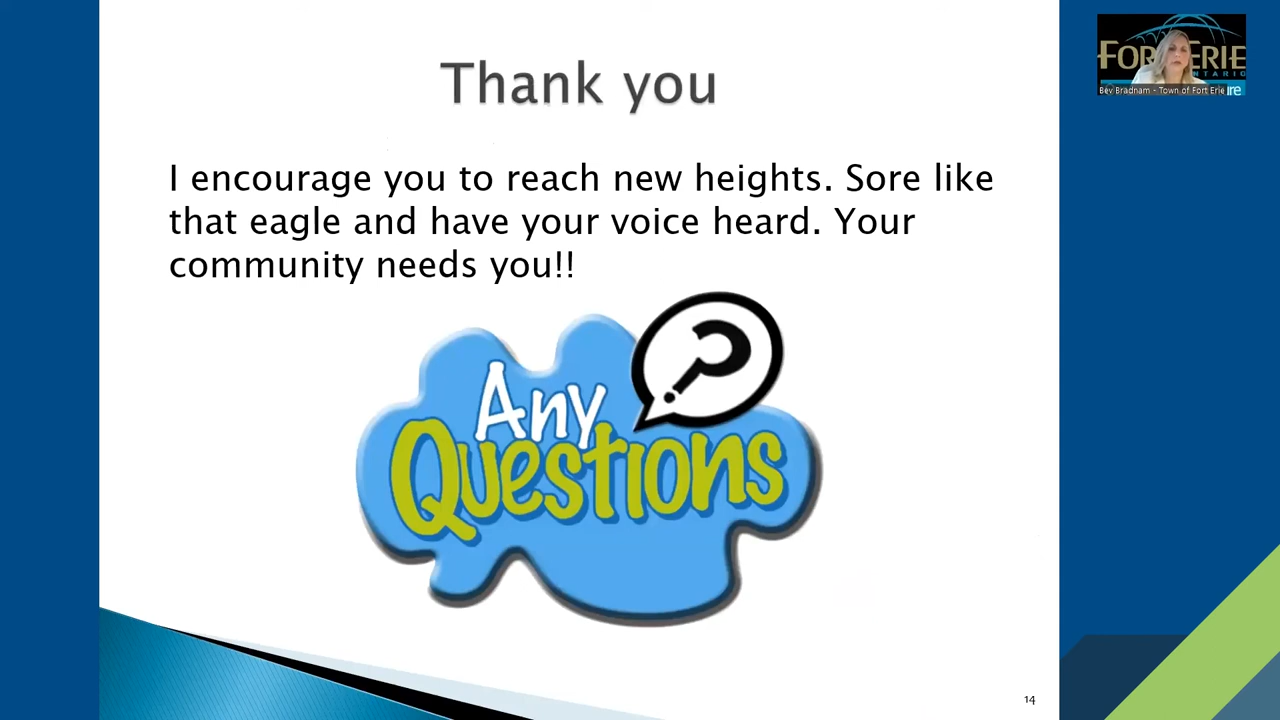 Thank you
I encourage you to reach new heights. Sore like
that eagle and have your voice heard. Your
community needs you!!
Any
?
Questions
14
FORT ERIE
ONTARIO
Bev Bradnam - Town of Fort Erie